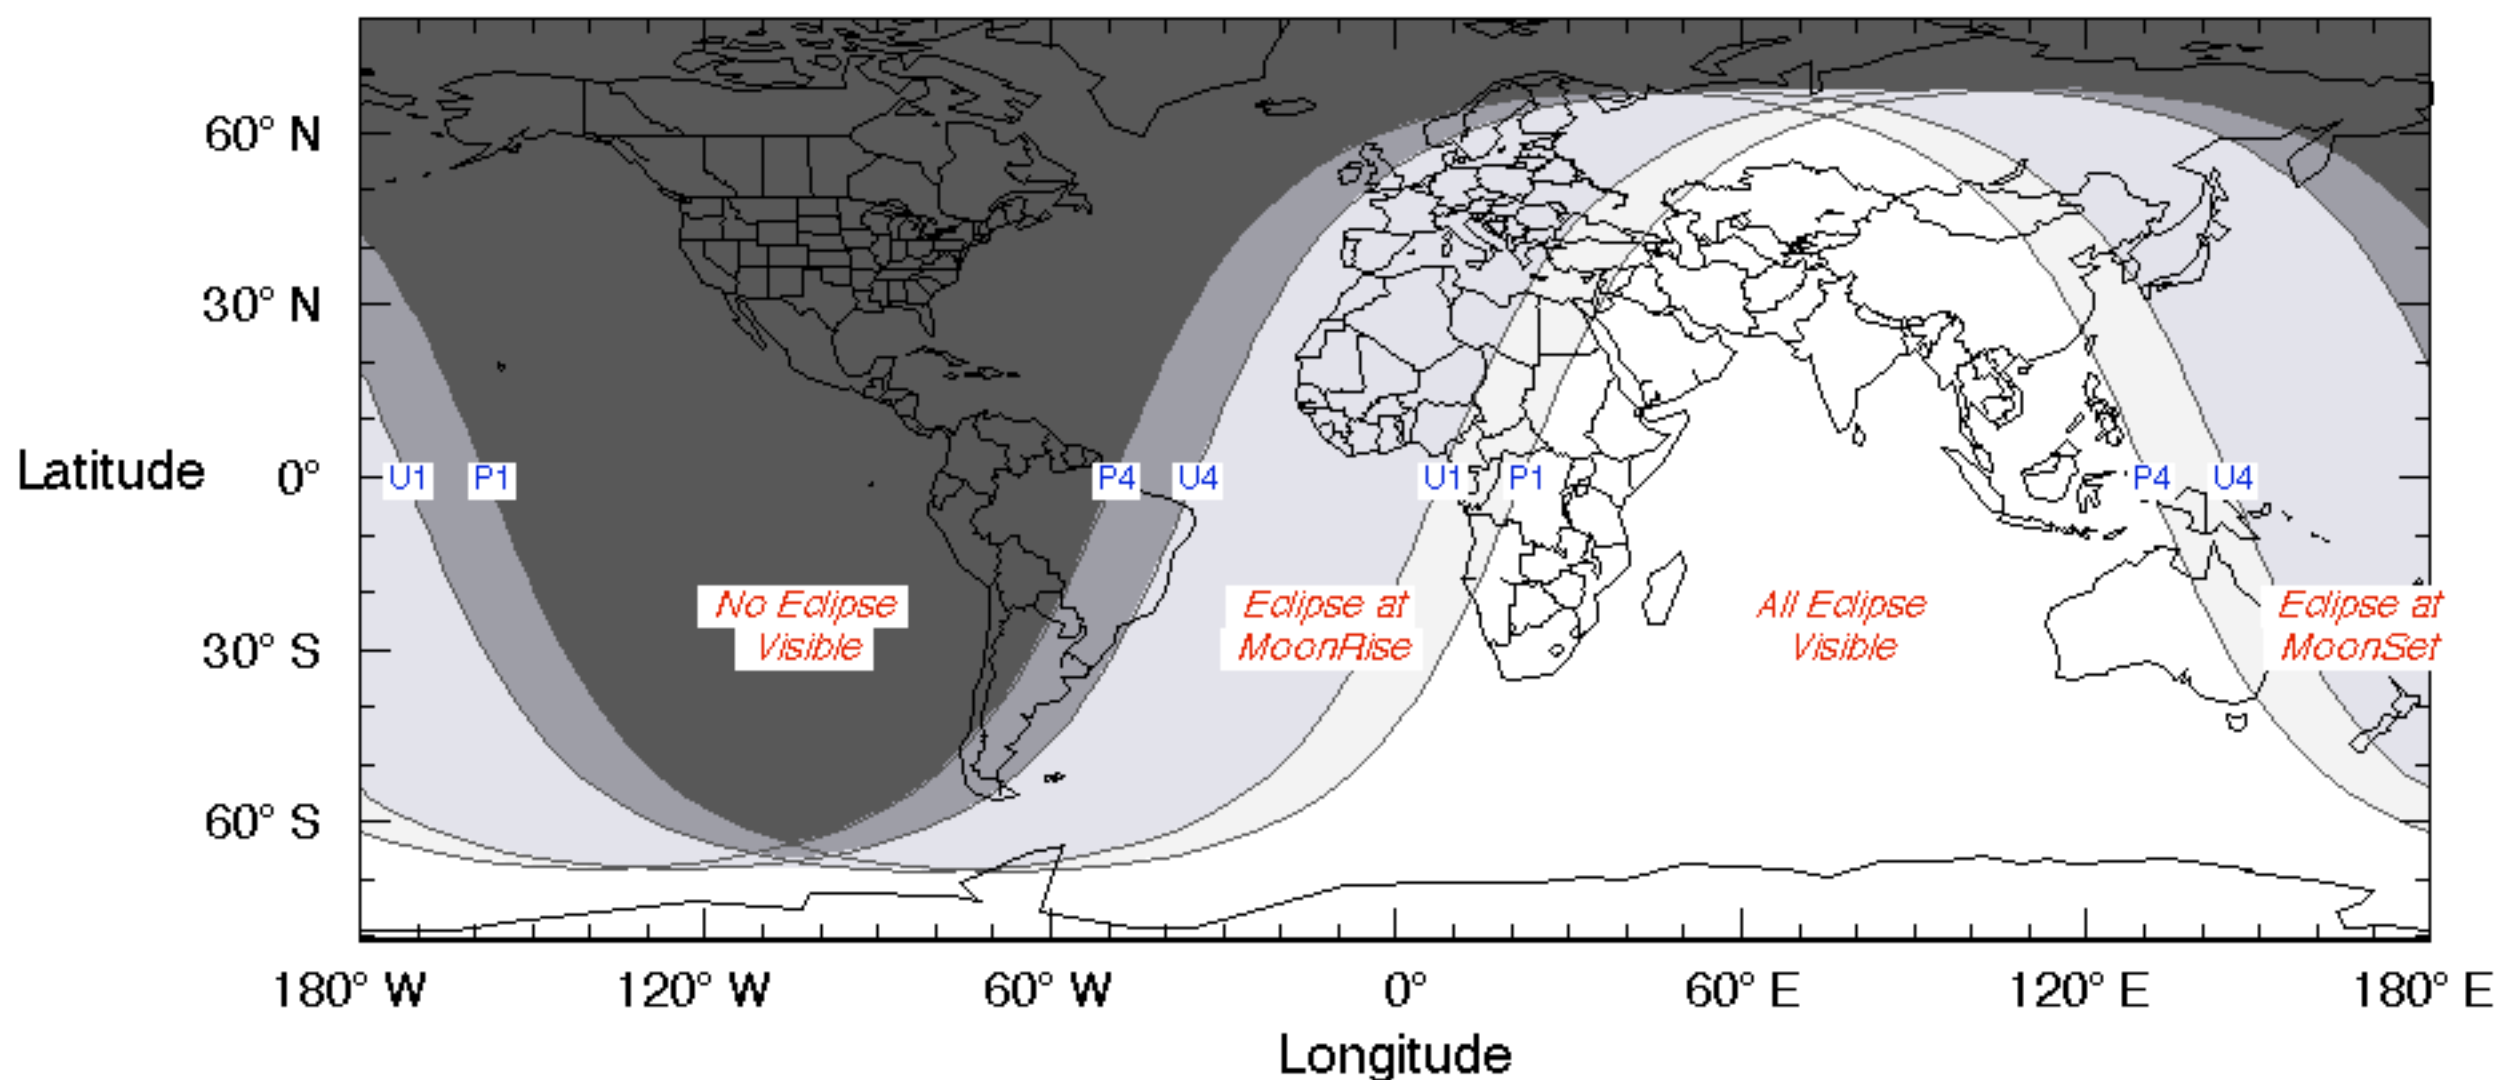 60° N
30° N
Latitude 0°
U1 P1 P4 U4 U1 P1 P4 U4
No Eclipse Visible
Eclipse at MoonRise
All Eclipse Visible
Eclipse at MoonSet
30° S
60° S
180° W 120° W 60° W 0° 60° E 120° E 180° E
Longitude